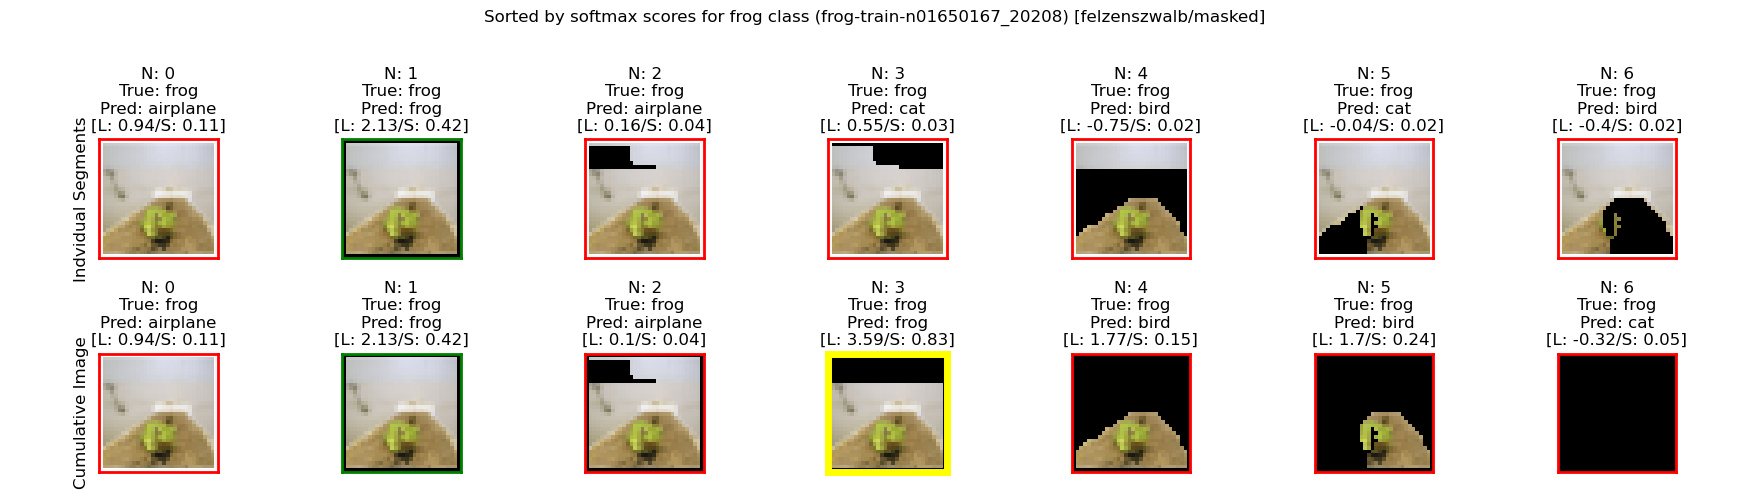 Sorted by softmax scores for frog class (frog-train-n01650167_20208) [felzenszwalb/masked]
Indvidual Segments
N: 0
True: frog
Pred: airplane
[L: 0.94/S: 0.11]
N: 1
True: frog
Pred: frog
[L: 2.13/S: 0.42]
N: 2
True: frog
Pred: airplane
[L: 0.16/S: 0.04]
N: 3
True: frog
Pred: cat
[L: 0.55/S: 0.03]
N: 4
True: frog
Pred: bird
[L: -0.75/S: 0.02]
N: 5
True: frog
Pred: cat
[L: -0.04/S: 0.02]
N: 6
True: frog
Pred: bird
[L: -0.4/S: 0.02]
Cumulative Image
N: 0
True: frog
Pred: airplane
[L: 0.94/S: 0.11]
N: 1
True: frog
Pred: frog
[L: 2.13/S: 0.42]
N: 2
True: frog
Pred: airplane
[L: 0.1/S: 0.04]
N: 3
True: frog
Pred: frog
[L: 3.59/S: 0.83]
N: 4
True: frog
Pred: bird
[L: 1.77/S: 0.15]
N: 5
True: frog
Pred: bird
[L: 1.7/S: 0.24]
N: 6
True: frog
Pred: cat
[L: -0.32/S: 0.05]